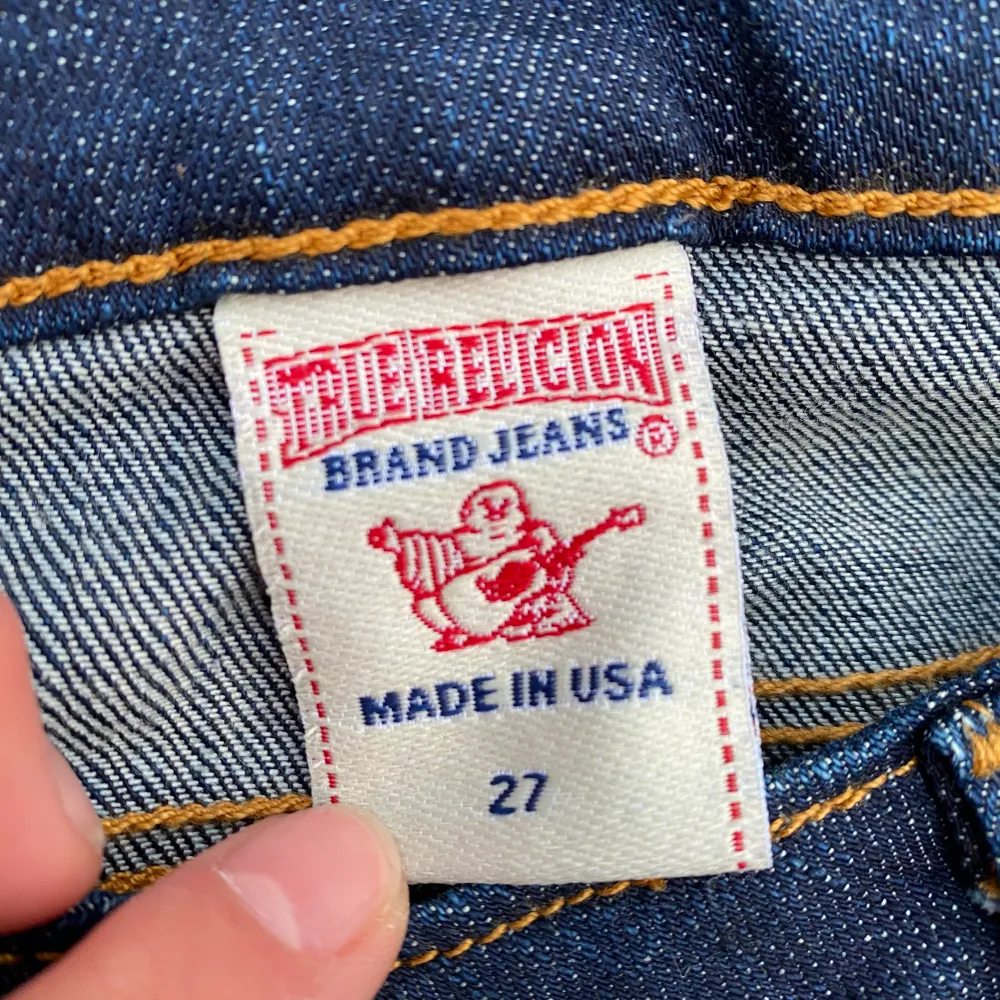 TRUE RELIGION
BRAND JEANS ®
MADE IN USA
27